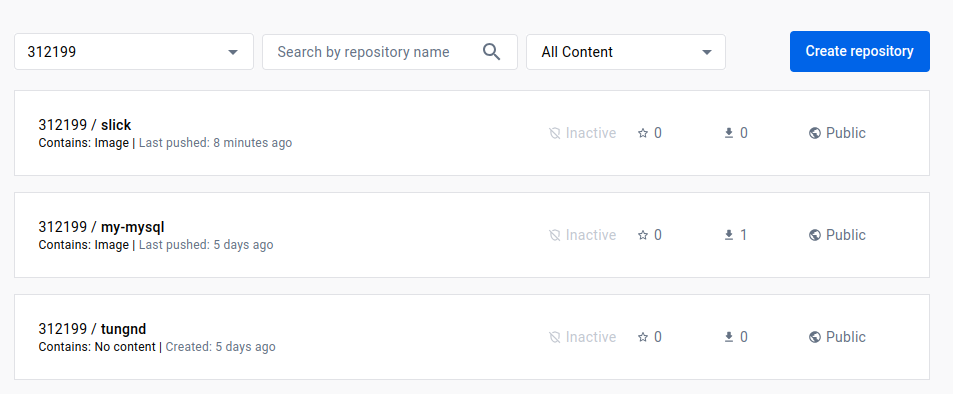 312199 Search by repository name All Content Create repository
312199 / slick Inactive 0 0 Public
Contains: Image | Last pushed: 8 minutes ago
312199 / my-mysql Inactive 0 1 Public
Contains: Image | Last pushed: 5 days ago
312199 / tungnd Inactive 0 0 Public
Contains: No content | Created: 5 days ago